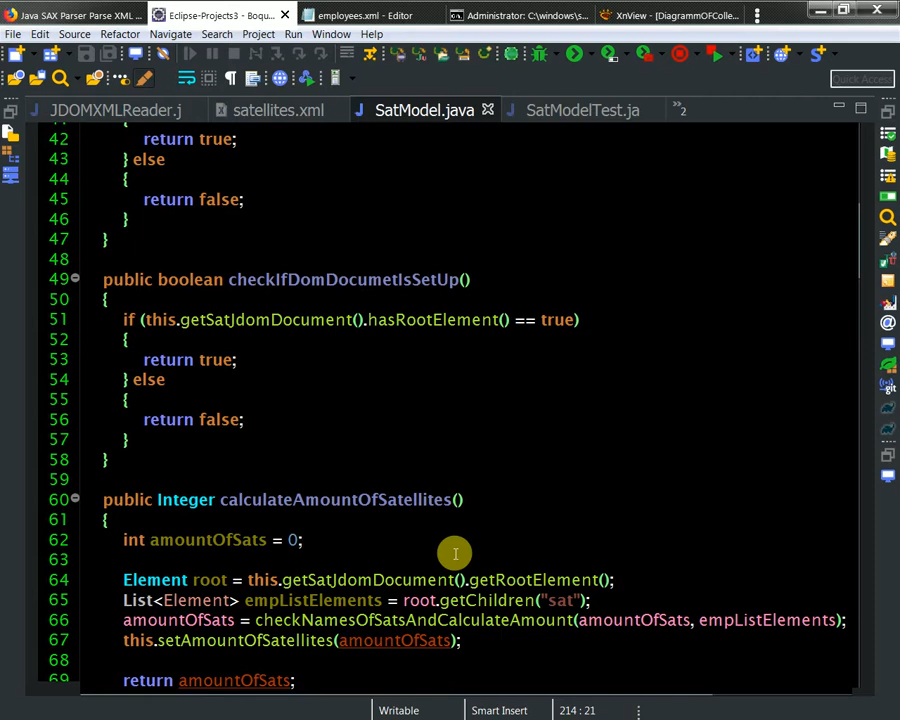 Java SAX Parser Parse XML ...
Eclipse-Projects3 - Boqu...
employees.xml - Editor
Administrator: C:\windows\s...
XnView - [DiagrammOFColle...
File Edit Source Refactor Navigate Search Project Run Window Help
Quick Access
JDOMXMLReader.j
satellites.xml
SatModel.java
SatModelTest.ja
»2
41 {
42 return true;
43 } else
44 {
45 return false;
46 }
47 }
48
49 public boolean checkIfDomDocumetIsSetUp()
50 {
51 if (this.getSatJdomDocument().hasRootElement() == true)
52 {
53 return true;
54 } else
55 {
56 return false;
57 }
58 }
59
60 public Integer calculateAmountOfSatellites()
61 {
62 int amountOfSats = 0;
63
64 Element root = this.getSatJdomDocument().getRootElement();
65 List<Element> empListElements = root.getChildren("sat");
66 amountOfSats = checkNamesOfSatsAndCalculateAmount(amountOfSats, empListElements);
67 this.setAmountOfSatellites(amountOfSats);
68
69 return amountOfSats;
Writable Smart Insert 214 : 21